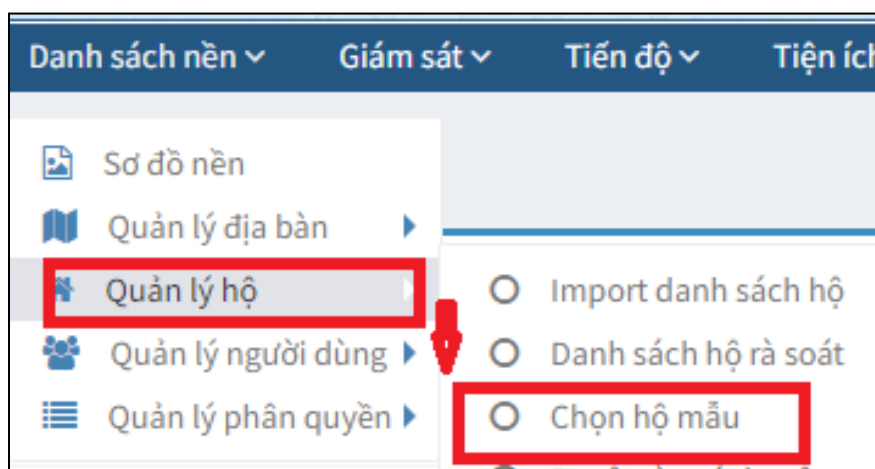 Danh sách nền Giám sát Tiến độ Tiện ích
Sơ đồ nền
Quản lý địa bàn
Quản lý hộ
Quản lý người dùng
Quản lý phân quyền
Import danh sách hộ
Danh sách hộ rà soát
Chọn hộ mẫu